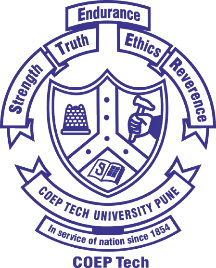 Endurance
Truth
Ethics
Strength
Reverence
COEP TECH UNIVERSITY PUNE
In service of nation since 1854
COEP Tech